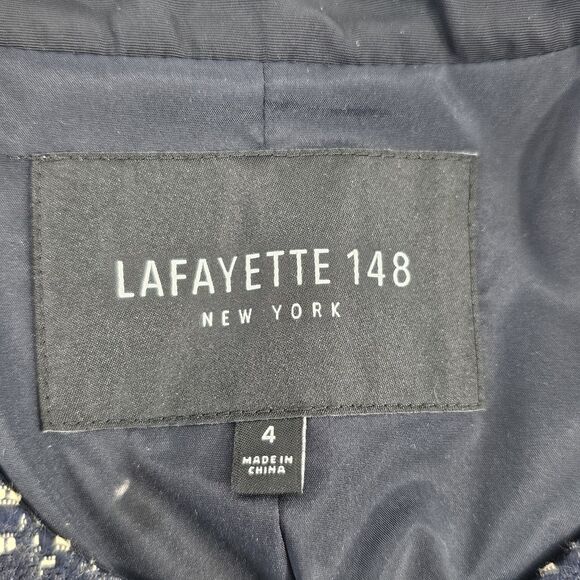 LAFAYETTE 148
NEW YORK
4
MADE IN
CHINA